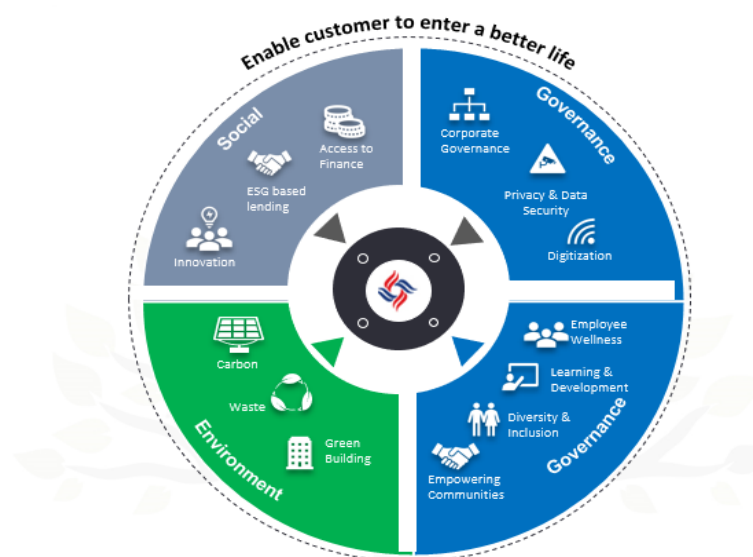 Enable customer to enter a better life
Social
Access to
Finance
ESG based
lending
Innovation
Governance
Corporate
Governance
Privacy & Data
Security
Digitization
Environment
Carbon
Waste
Green
Building
Governance
Employee
Wellness
Learning &
Development
Diversity &
Inclusion
Empowering
Communities